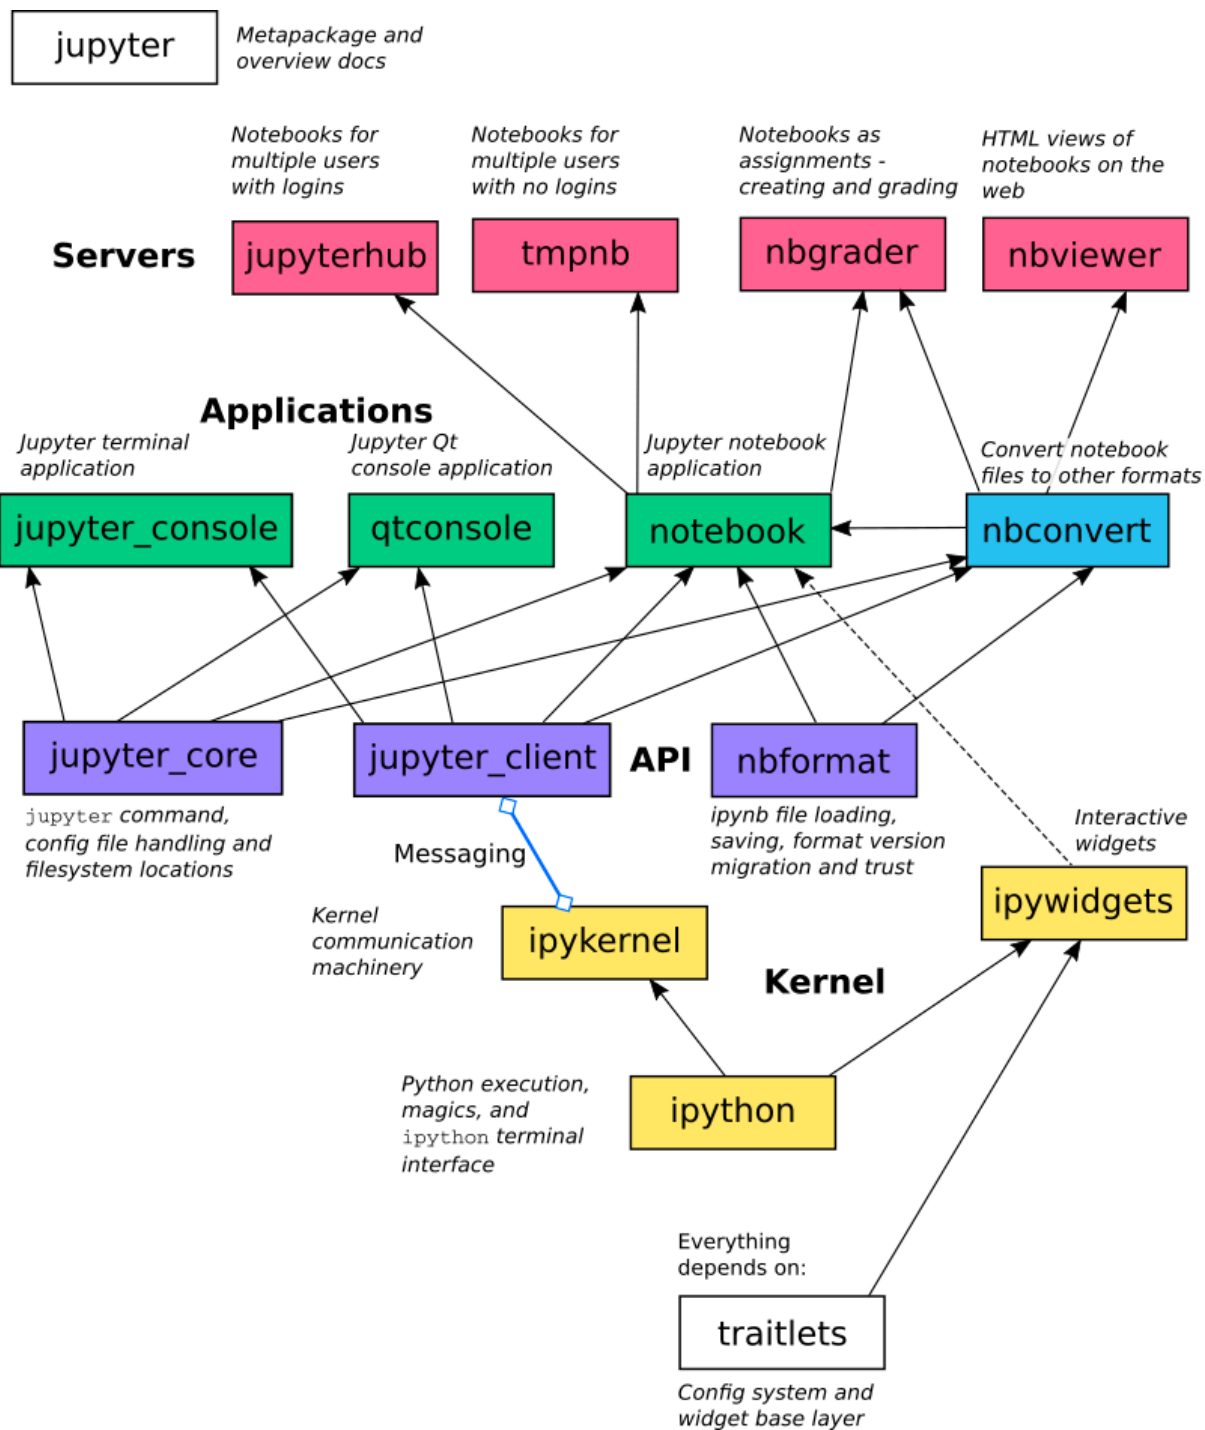 jupyter
Metapackage and
overview docs
Notebooks for
multiple users
with logins
Notebooks for
multiple users
with no logins
Notebooks as
assignments -
creating and grading
HTML views of
notebooks on the
web
Servers
jupyterhub
tmpnb
nbgrader
nbviewer
Applications
Jupyter terminal
application
Jupyter Qt
console application
Jupyter notebook
application
Convert notebook
files to other formats
jupyter_console
qtconsole
notebook
nbconvert
jupyter_core
jupyter_client
API
nbformat
jupyter command,
config file handling and
filesystem locations
Messaging
ipynb file loading,
saving, format version
migration and trust
Interactive
widgets
Kernel
communication
machinery
ipykernel
ipywidgets
Kernel
Python execution,
magics, and
ipython terminal
interface
ipython
Everything
depends on:
traitlets
Config system and
widget base layer